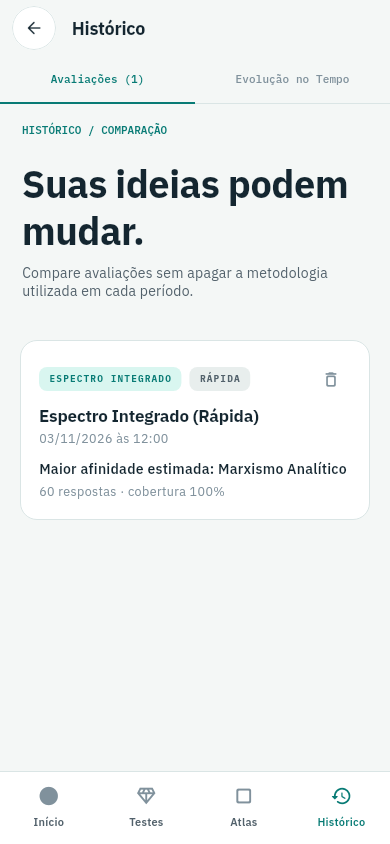 Histórico
Avaliações (1)
Evolução no Tempo
HISTÓRICO / COMPARAÇÃO
Suas ideias podem
mudar.
Compare avaliações sem apagar a metodologia
utilizada em cada período.
ESPECTRO INTEGRADO
RÁPIDA
Espectro Integrado (Rápida)
03/11/2026 às 12:00
Maior afinidade estimada: Marxismo Analítico
60 respostas · cobertura 100%
Início
Testes
Atlas
Histórico